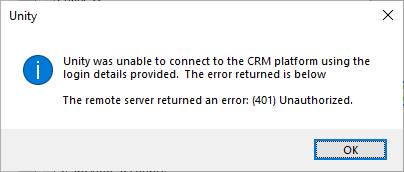 Unity
Unity was unable to connect to the CRM platform using the
login details provided.  The error returned is below
The remote server returned an error: (401) Unauthorized.
OK